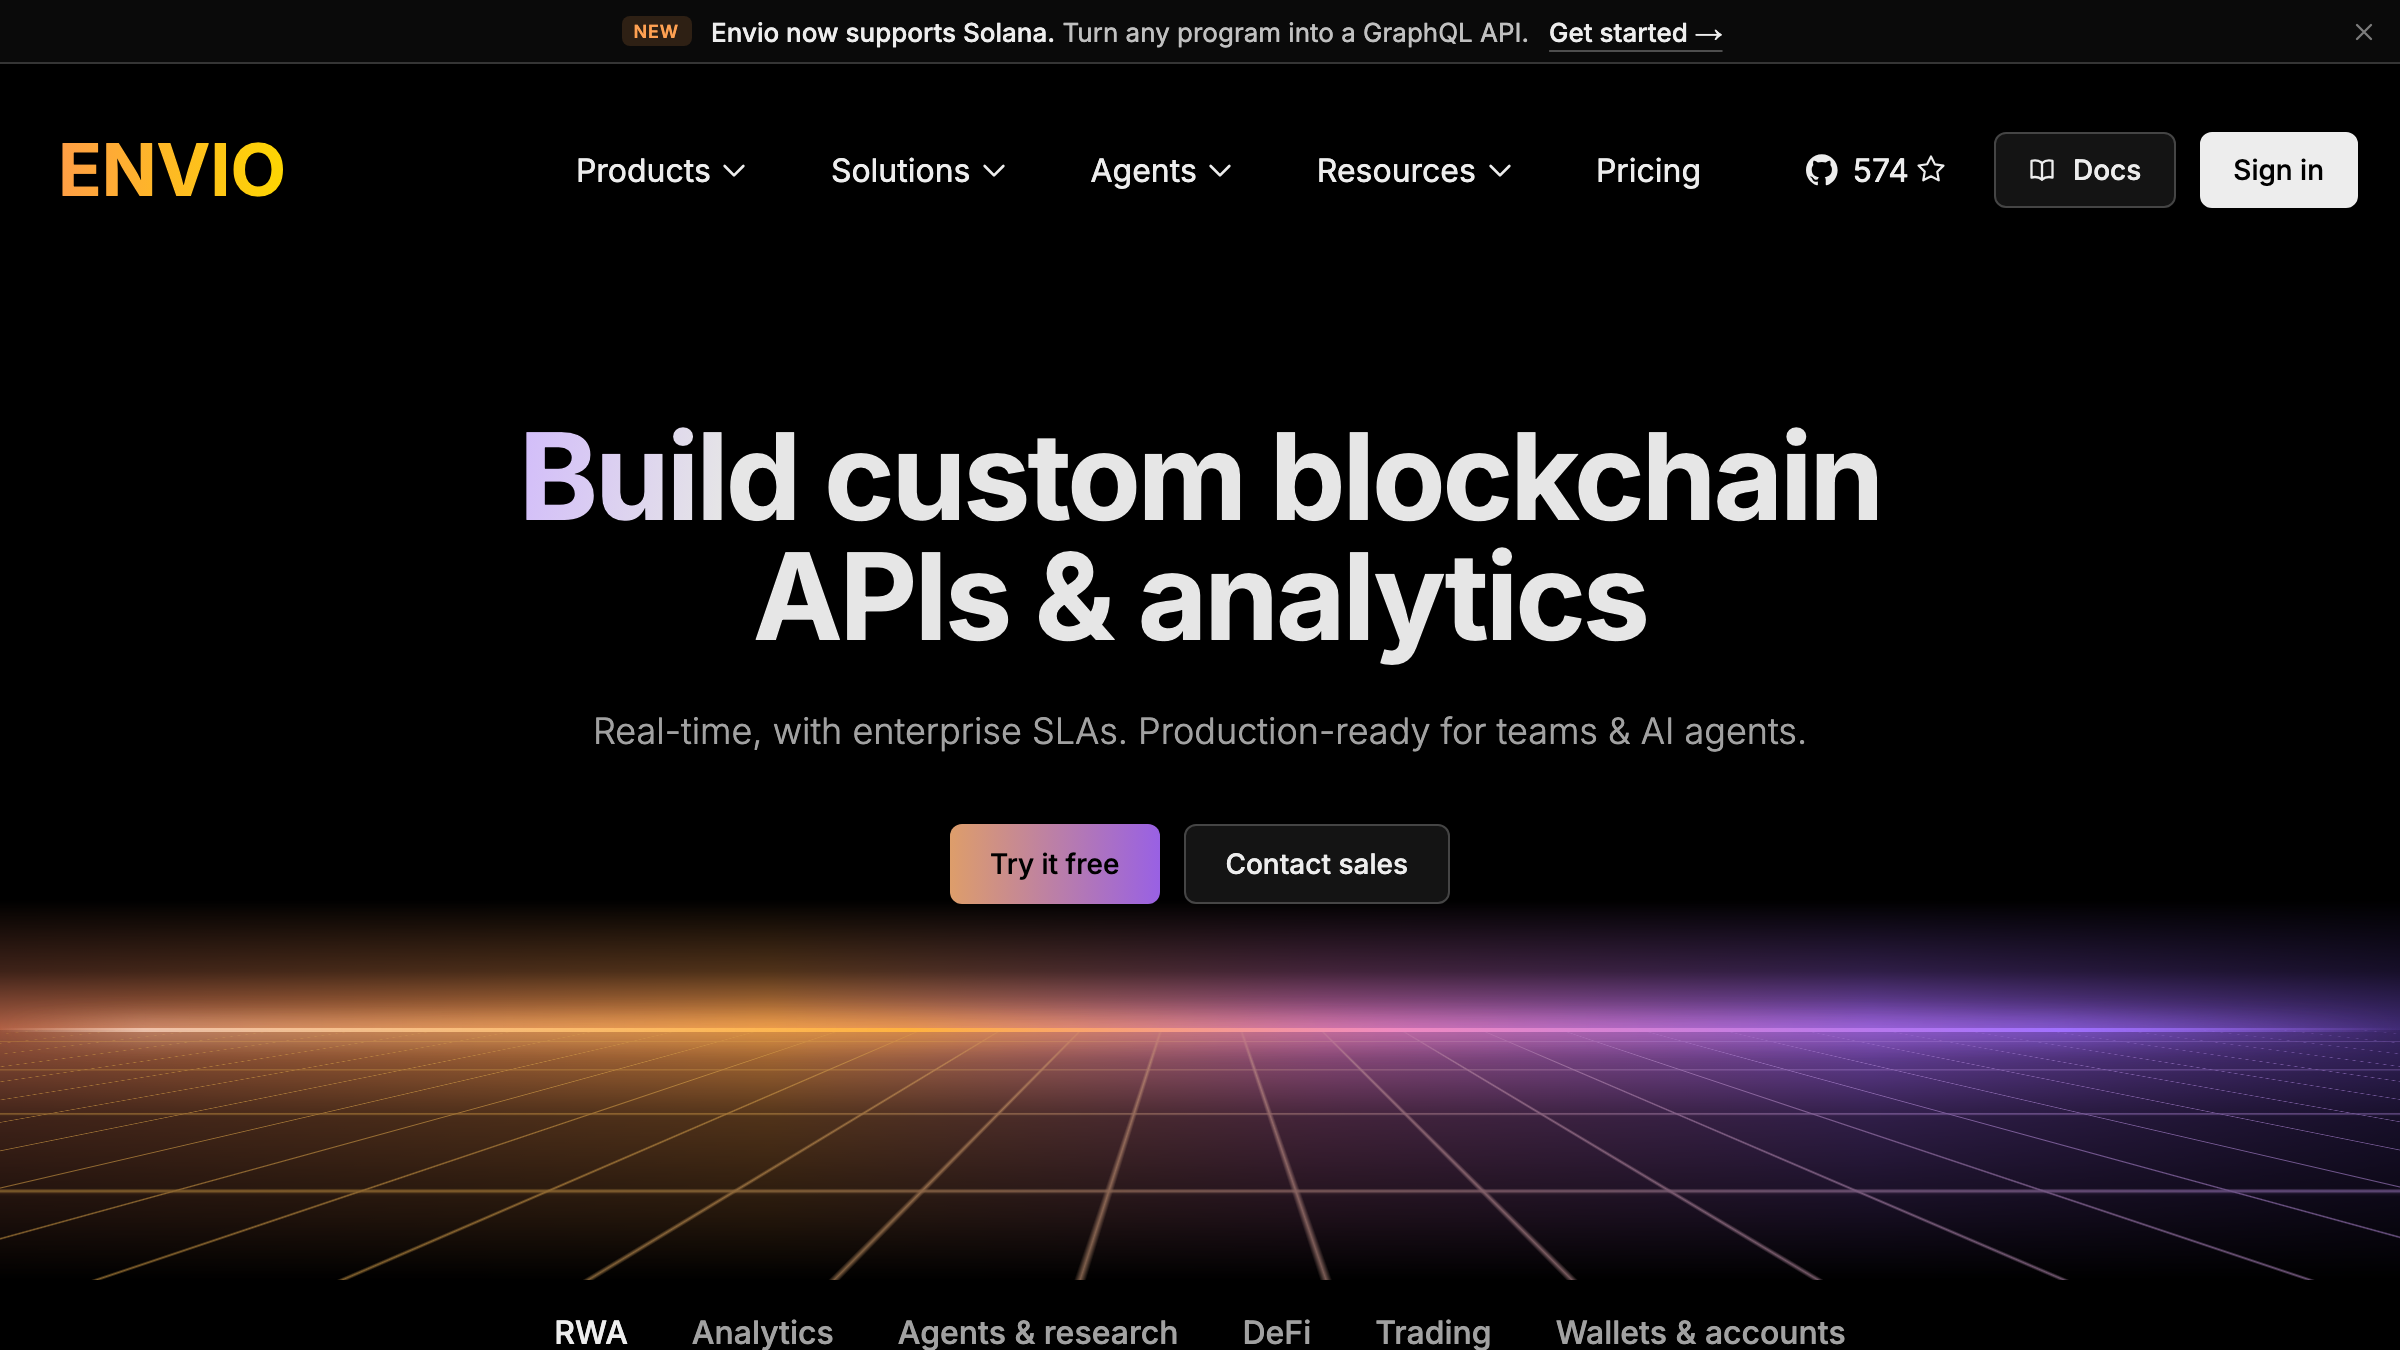 NEW Envio now supports Solana. Turn any program into a GraphQL API. Get started →
ENVIO Products Solutions Agents Resources Pricing 574 Docs Sign in
Build custom blockchain
APIs & analytics
Real-time, with enterprise SLAs. Production-ready for teams & AI agents.
Try it free Contact sales
RWA Analytics Agents & research DeFi Trading Wallets & accounts